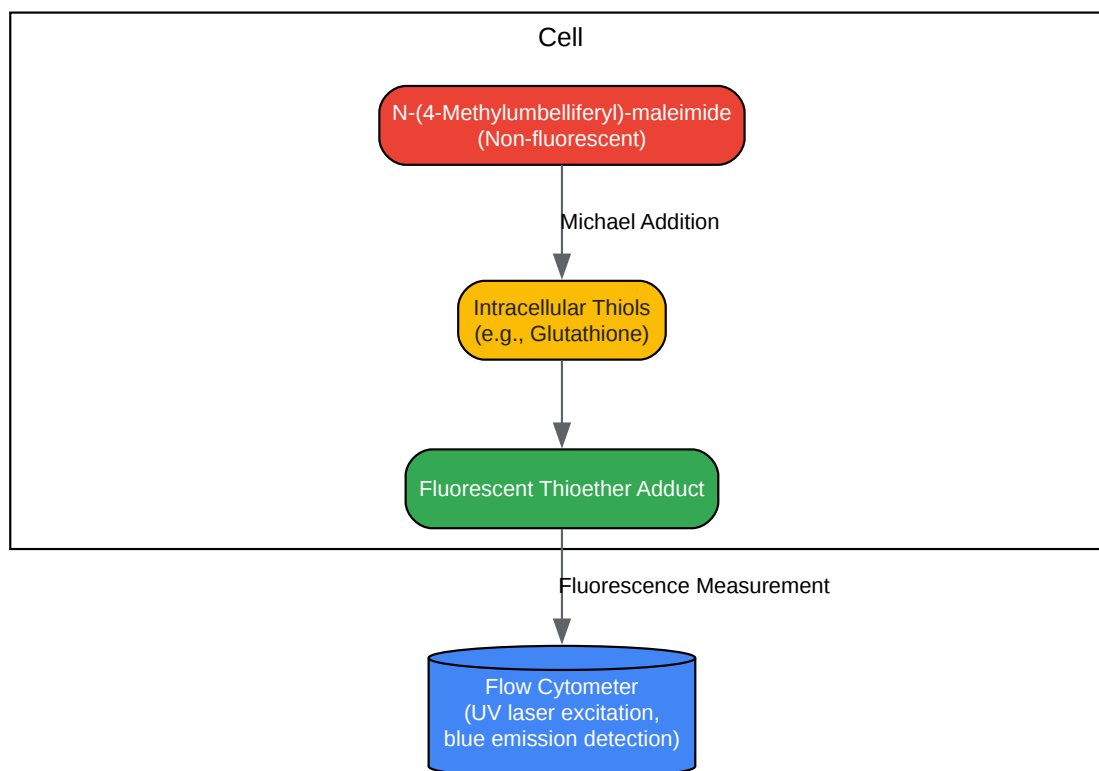 Cell
N-(4-Methylumbelliferyl)-maleimide
(Non-fluorescent)
Michael Addition
Intracellular Thiols
(e.g., Glutathione)
Fluorescent Thioether Adduct
Fluorescence Measurement
Flow Cytometer
(UV laser excitation,
blue emission detection)